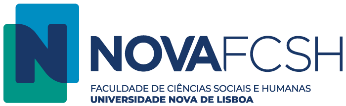 N NOVAFCSH
FACULDADE DE CIÊNCIAS SOCIAIS E HUMANAS
UNIVERSIDADE NOVA DE LISBOA